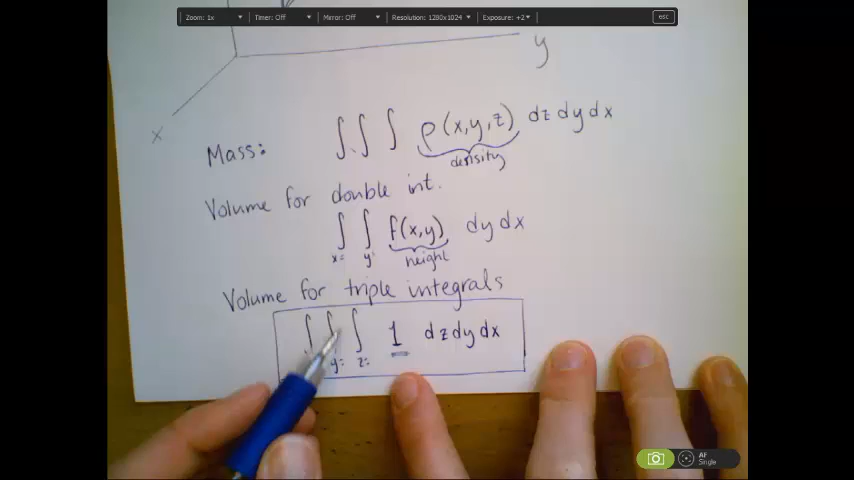 Zoom: 1x Timer: Off Mirror: Off Resolution: 1280x1024 Exposure: +2 esc
y
x
Mass: ∫ ∫ ∫ ρ(x,y,z) dz dy dx
density
Volume for double int.
∫ ∫ f(x,y) dy dx
x= y= height
Volume for triple integrals
∫ ∫ ∫ 1 dz dy dx
y= z=
AF
Single